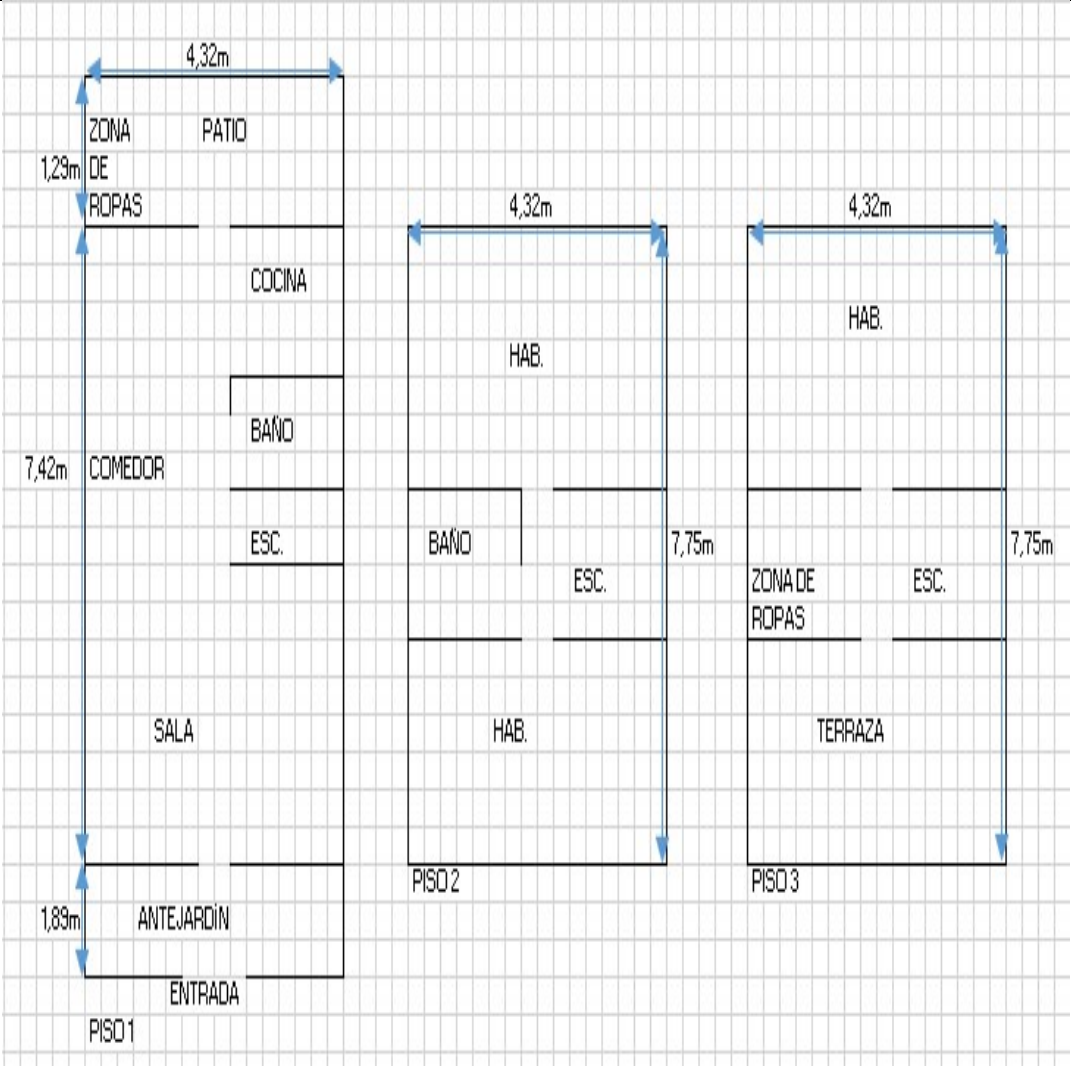 4,32m
ZONA
DE
ROPAS
PATIO
1,29m
COCINA
BAÑO
7,42m
COMEDOR
ESC.
SALA
1,89m
ANTEJARDÍN
ENTRADA
PISO 1
4,32m
HAB.
BAÑO
ESC.
7,75m
HAB.
PISO 2
4,32m
HAB.
ZONA DE
ROPAS
ESC.
7,75m
TERRAZA
PISO 3